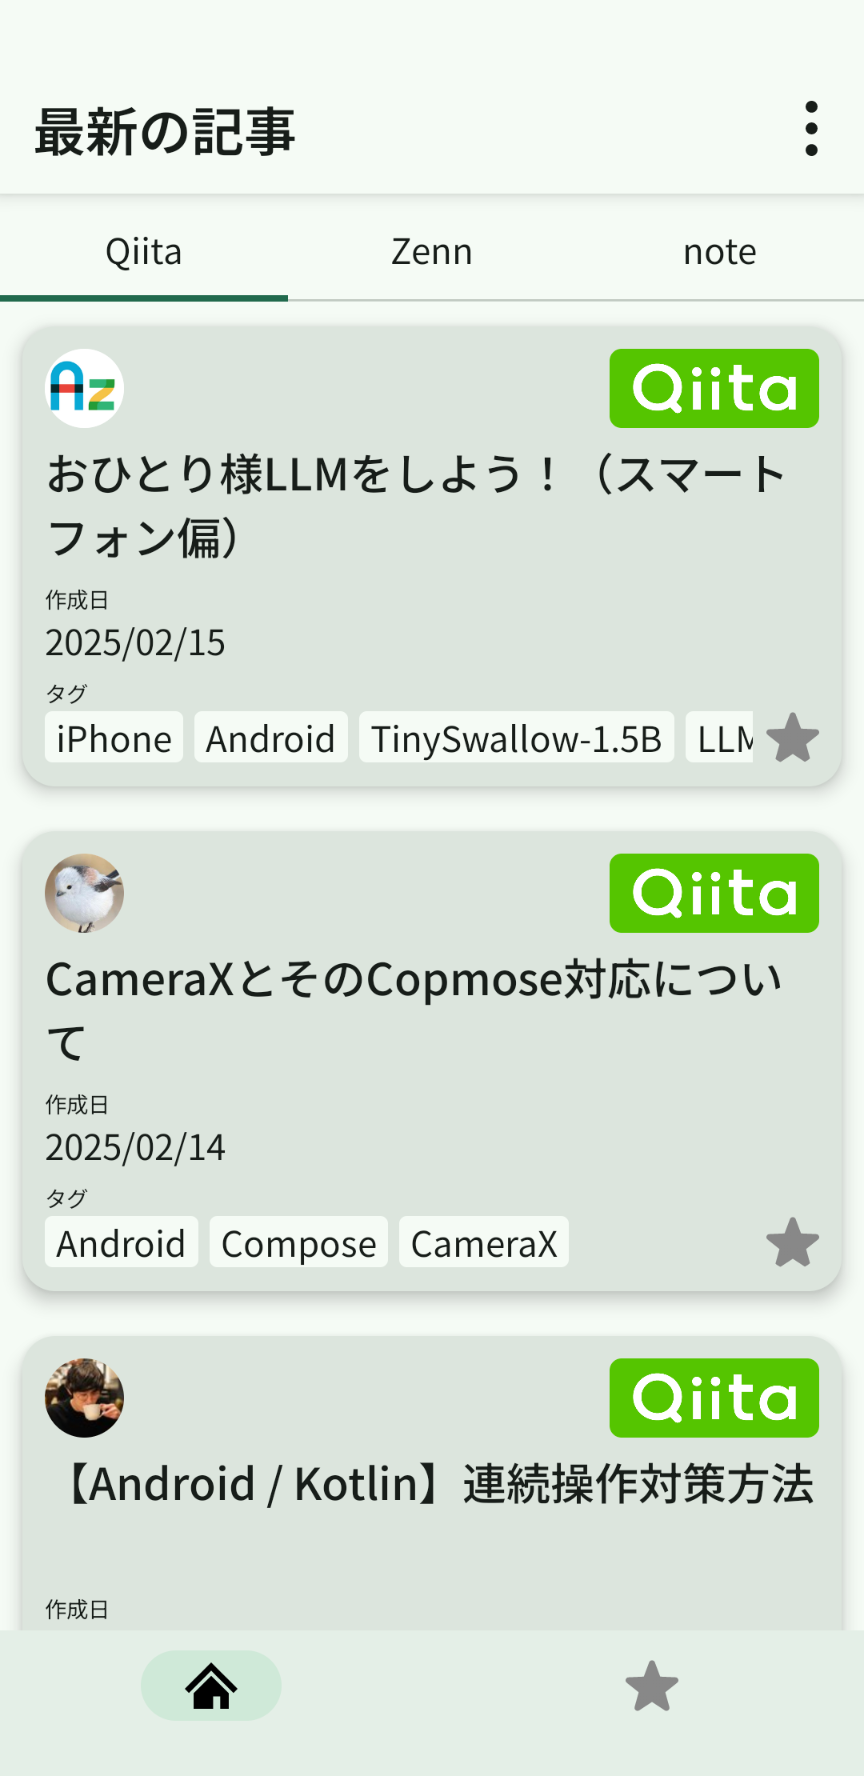 最新の記事
Qiita
Zenn
note
Az
Qiita
おひとり様LLMをしよう！（スマート
フォン偏）
作成日
2025/02/15
タグ
iPhone
Android
TinySwallow-1.5B
LLM
Qiita
CameraXとそのCopmose対応につい
て
作成日
2025/02/14
タグ
Android
Compose
CameraX
Qiita
【Android / Kotlin】連続操作対策方法
作成日